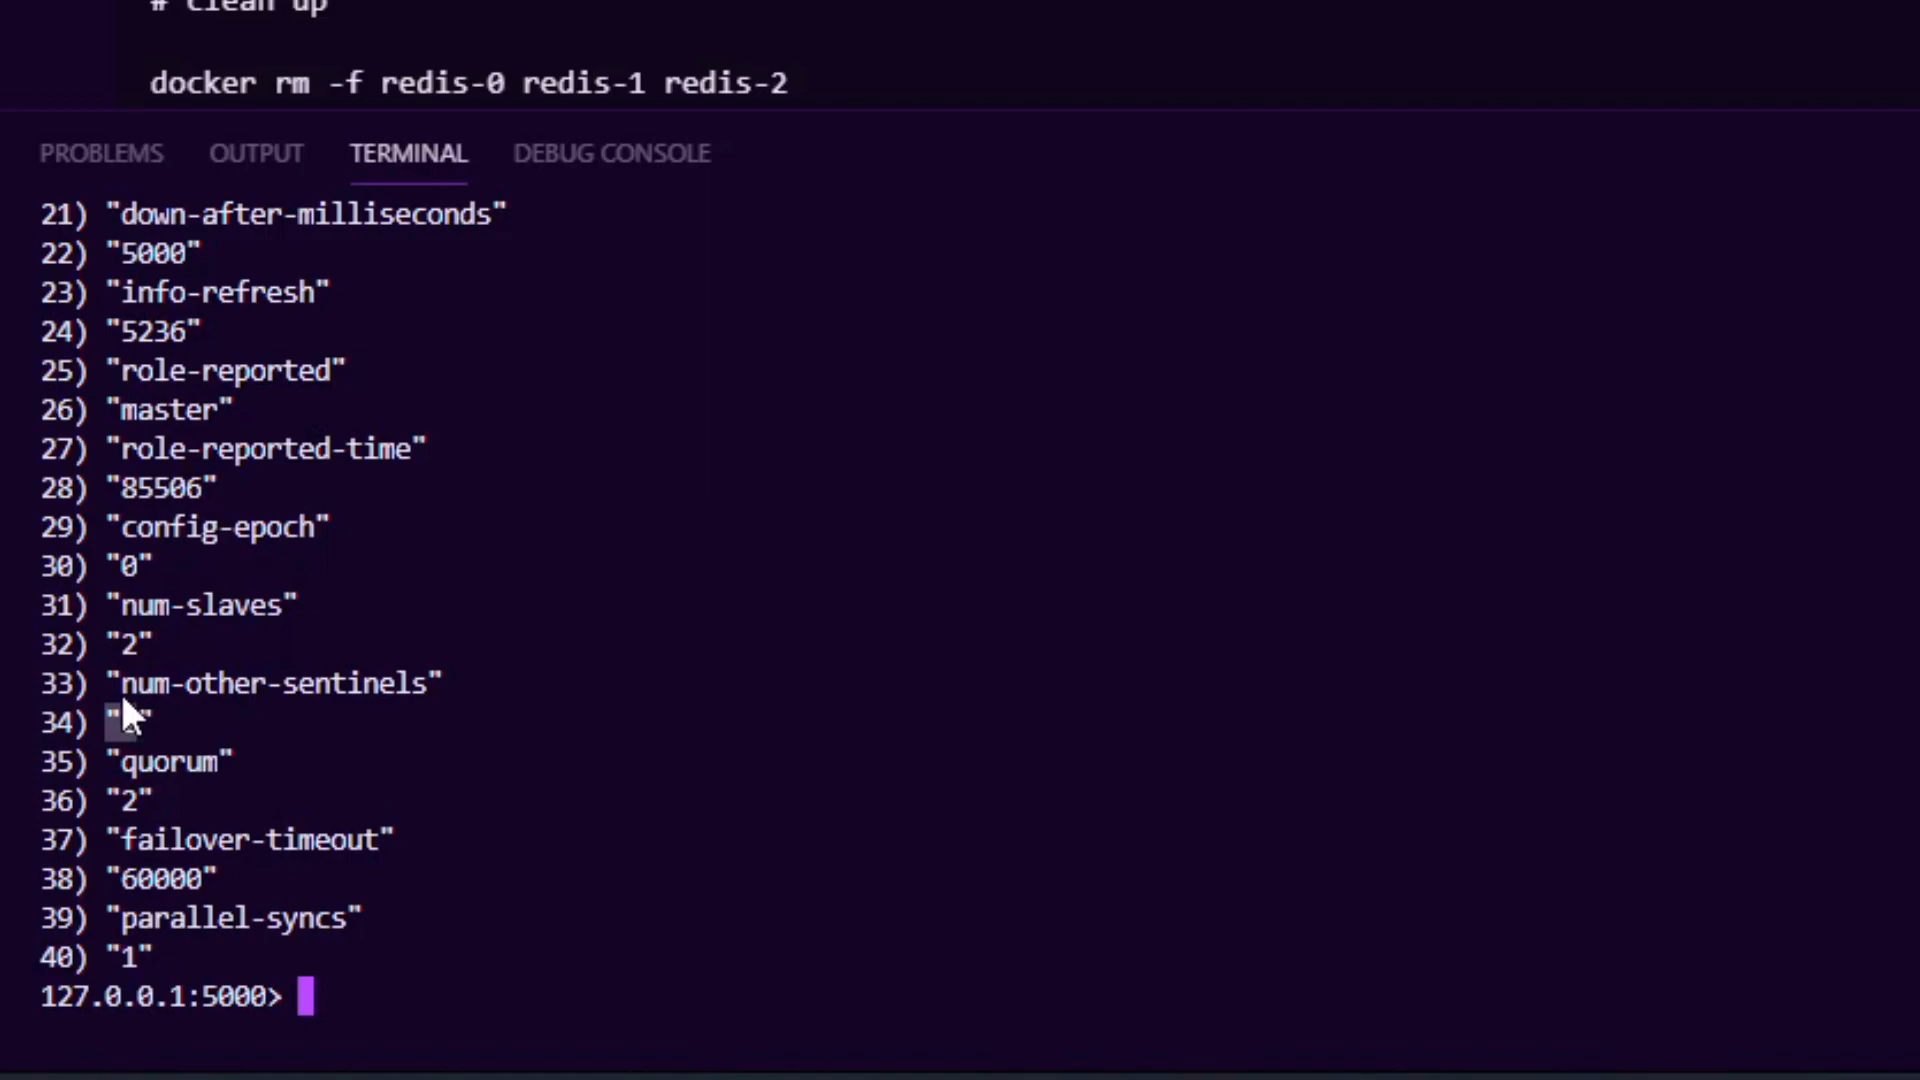 # clean up
docker rm -f redis-0 redis-1 redis-2
PROBLEMS OUTPUT TERMINAL DEBUG CONSOLE
21) "down-after-milliseconds"
22) "5000"
23) "info-refresh"
24) "5236"
25) "role-reported"
26) "master"
27) "role-reported-time"
28) "85506"
29) "config-epoch"
30) "0"
31) "num-slaves"
32) "2"
33) "num-other-sentinels"
34) " "
35) "quorum"
36) "2"
37) "failover-timeout"
38) "60000"
39) "parallel-syncs"
40) "1"
127.0.0.1:5000>